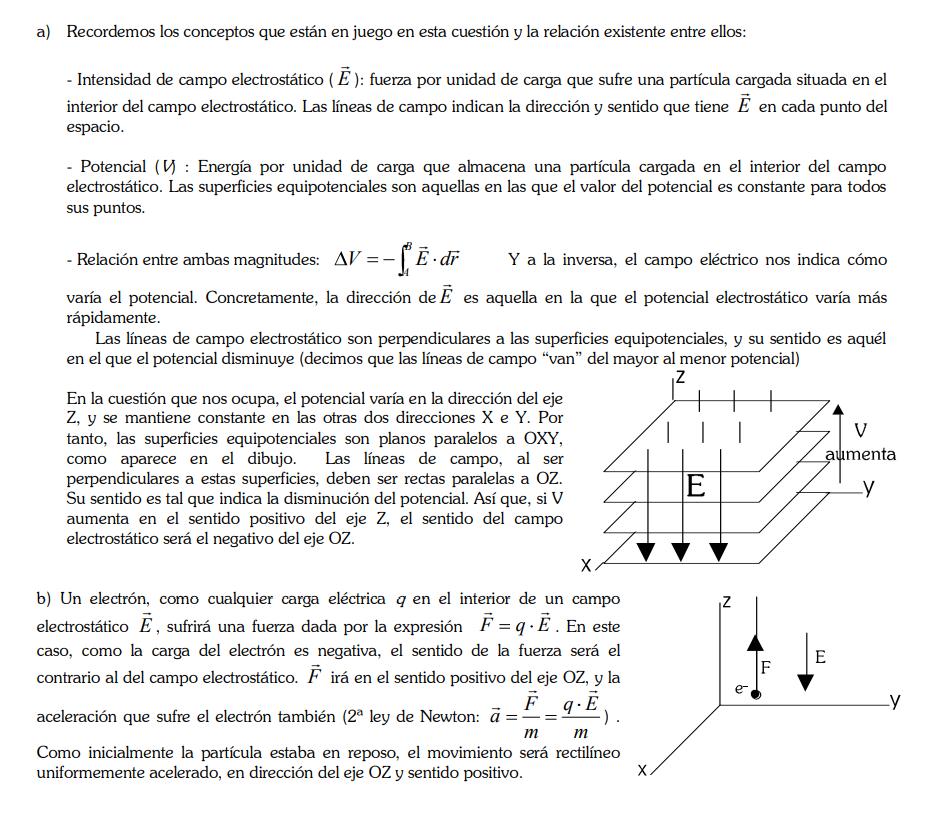 a) Recordemos los conceptos que están en juego en esta cuestión y la relación existente entre ellos:
- Intensidad de campo electrostático ( \vec{E} ): fuerza por unidad de carga que sufre una partícula cargada situada en el
interior del campo electrostático. Las líneas de campo indican la dirección y sentido que tiene \vec{E} en cada punto del
espacio.
- Potencial (V) : Energía por unidad de carga que almacena una partícula cargada en el interior del campo
electrostático. Las superficies equipotenciales son aquellas en las que el valor del potencial es constante para todos
sus puntos.
- Relación entre ambas magnitudes: \Delta V = -\int_A^B \vec{E} \cdot d\vec{r} Y a la inversa, el campo eléctrico nos indica cómo
varía el potencial. Concretamente, la dirección de \vec{E} es aquella en la que el potencial electrostático varía más
rápidamente.
Las líneas de campo electrostático son perpendiculares a las superficies equipotenciales, y su sentido es aquél
en el que el potencial disminuye (decimos que las líneas de campo “van” del mayor al menor potencial)
En la cuestión que nos ocupa, el potencial varía en la dirección del eje
Z, y se mantiene constante en las otras dos direcciones X e Y. Por
tanto, las superficies equipotenciales son planos paralelos a OXY,
como aparece en el dibujo. Las líneas de campo, al ser
perpendiculares a estas superficies, deben ser rectas paralelas a OZ.
Su sentido es tal que indica la disminución del potencial. Así que, si V
aumenta en el sentido positivo del eje Z, el sentido del campo
electrostático será el negativo del eje OZ.
Z
V
aumenta
E
y
X
b) Un electrón, como cualquier carga eléctrica q en el interior de un campo
electrostático \vec{E}, sufrirá una fuerza dada por la expresión \vec{F} = q \cdot \vec{E} . En este
caso, como la carga del electrón es negativa, el sentido de la fuerza será el
contrario al del campo electrostático. \vec{F} irá en el sentido positivo del eje OZ, y la
aceleración que sufre el electrón también (2ª ley de Newton: \vec{a} = \frac{\vec{F}}{m} = \frac{q \cdot \vec{E}}{m} ) .
Como inicialmente la partícula estaba en reposo, el movimiento será rectilíneo
uniformemente acelerado, en dirección del eje OZ y sentido positivo.
Z
E
F
e-
y
X